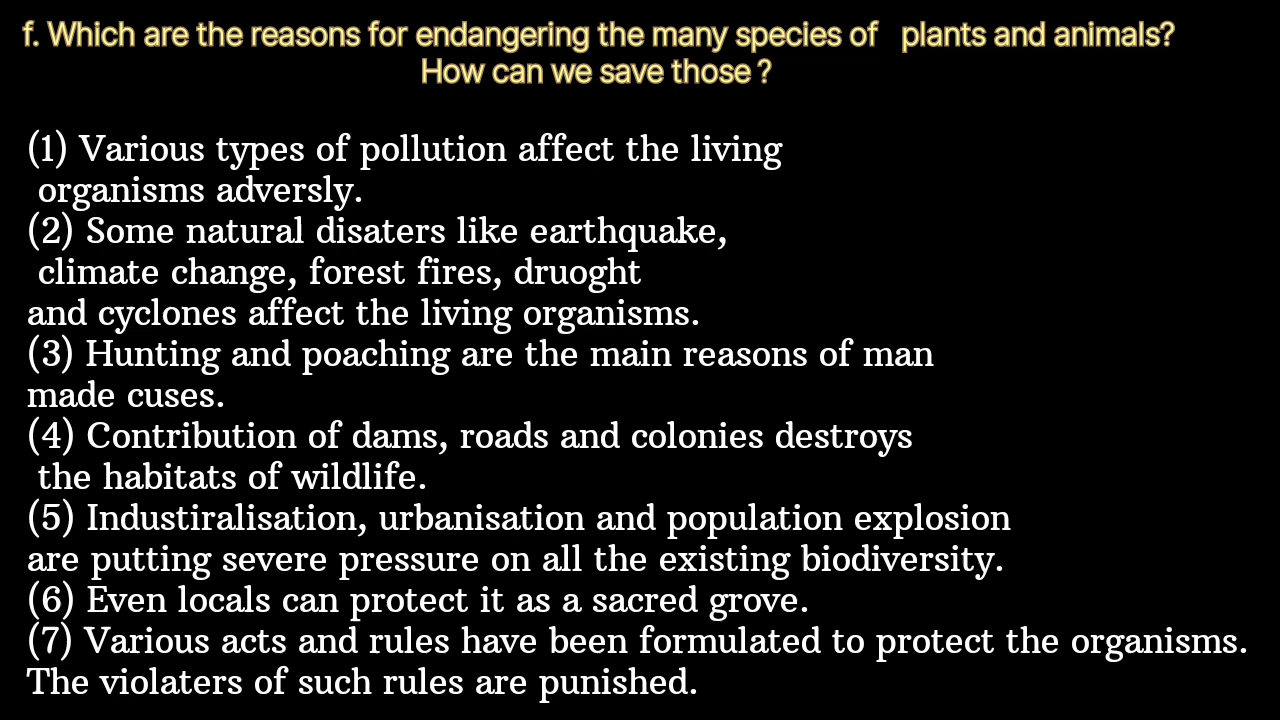 f. Which are the reasons for endangering the many species of plants and animals?
How can we save those ?
(1) Various types of pollution affect the living
organisms adversly.
(2) Some natural disaters like earthquake,
climate change, forest fires, druoght
and cyclones affect the living organisms.
(3) Hunting and poaching are the main reasons of man
made cuses.
(4) Contribution of dams, roads and colonies destroys
the habitats of wildlife.
(5) Industiralisation, urbanisation and population explosion
are putting severe pressure on all the existing biodiversity.
(6) Even locals can protect it as a sacred grove.
(7) Various acts and rules have been formulated to protect the organisms.
The violaters of such rules are punished.